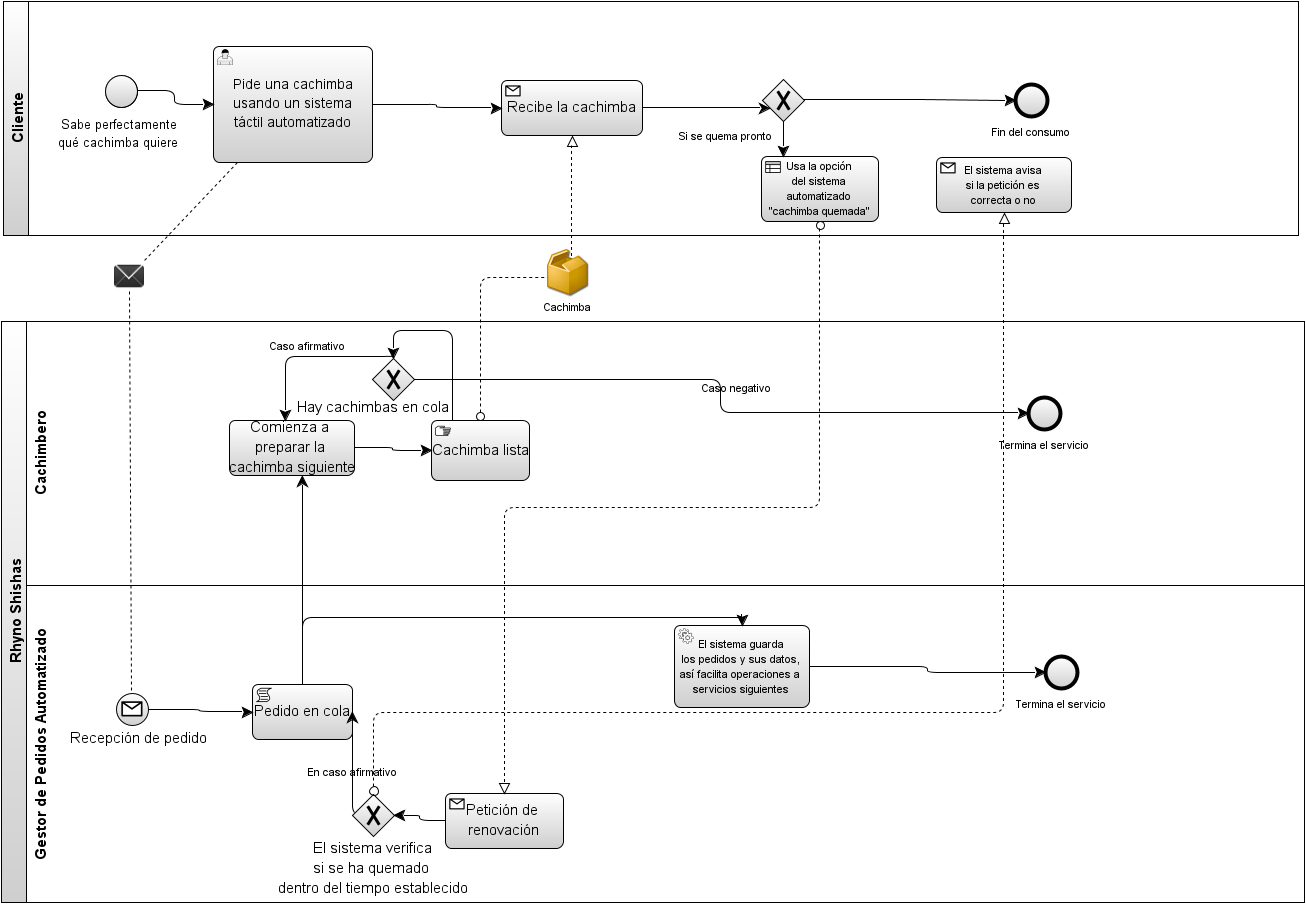 Cliente
Sabe perfectamente
qué cachimba quiere
Pide una cachimba
usando un sistema
táctil automatizado
Recibe la cachimba
Si se quema pronto
Usa la opción
del sistema
automatizado
"cachimba quemada"
Fin del consumo
El sistema avisa
si la petición es
correcta o no
Cachimba
Rhyno Shishas
Cachimbero
Caso afirmativo
Hay cachimbas en cola
Caso negativo
Comienza a
preparar la
cachimba siguiente
Cachimba lista
Termina el servicio
Gestor de Pedidos Automatizado
Recepción de pedido
Pedido en cola
El sistema guarda
los pedidos y sus datos,
así facilita operaciones a
servicios siguientes
Termina el servicio
En caso afirmativo
Petición de
renovación
El sistema verifica
si se ha quemado
dentro del tiempo establecido